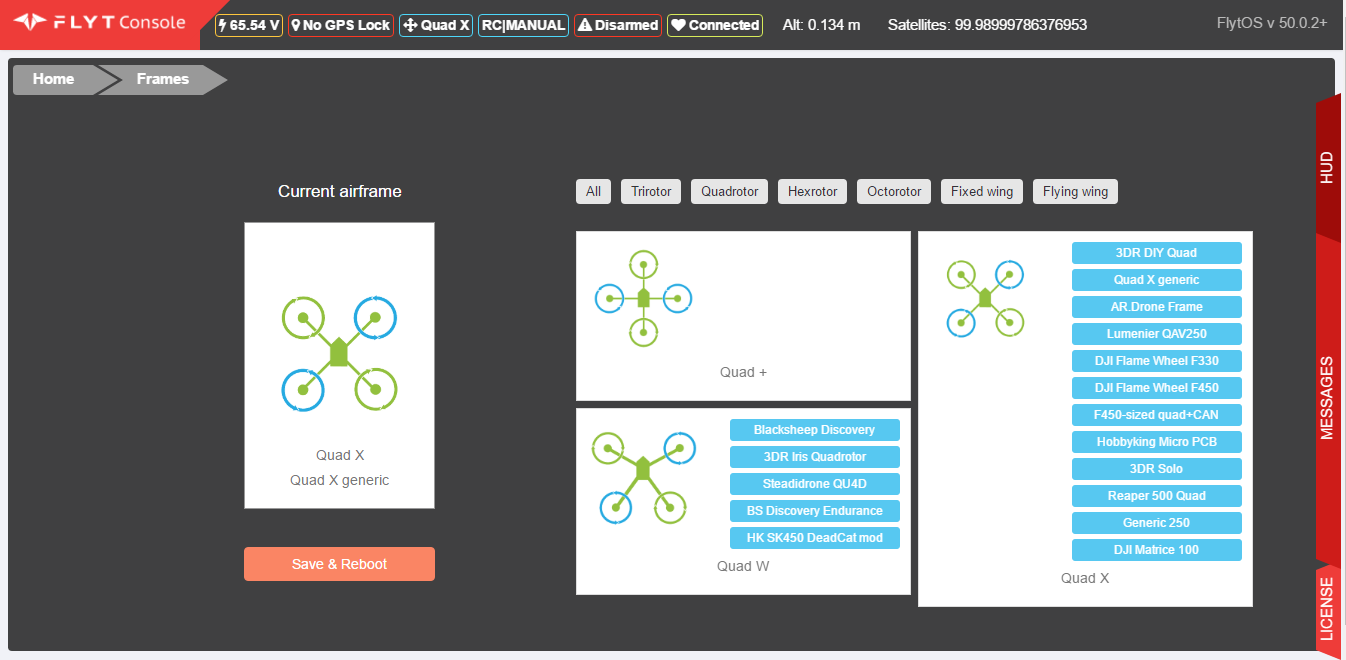 FLYT Console
65.54 V
No GPS Lock
Quad X
RC|MANUAL
Disarmed
Connected
Alt: 0.134 m
Satellites: 99.98999786376953
FlytOS v 50.0.2+
Home
Frames
Current airframe
Quad X
Quad X generic
Save & Reboot
All
Trirotor
Quadrotor
Hexrotor
Octorotor
Fixed wing
Flying wing
Quad +
Blacksheep Discovery
3DR Iris Quadrotor
Steadidrone QU4D
BS Discovery Endurance
HK SK450 DeadCat mod
Quad W
3DR DIY Quad
Quad X generic
AR.Drone Frame
Lumenier QAV250
DJI Flame Wheel F330
DJI Flame Wheel F450
F450-sized quad+CAN
Hobbyking Micro PCB
3DR Solo
Reaper 500 Quad
Generic 250
DJI Matrice 100
Quad X
HUD
MESSAGES
LICENSE